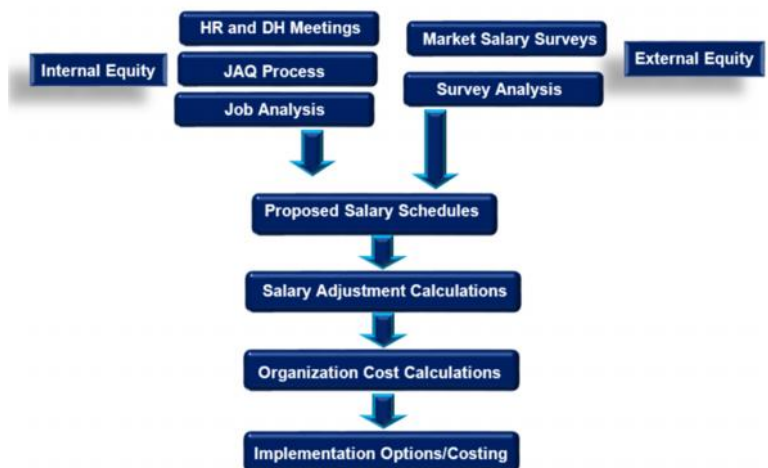 HR and DH Meetings
Market Salary Surveys
Internal Equity
JAQ Process
External Equity
Survey Analysis
Job Analysis
Proposed Salary Schedules
Salary Adjustment Calculations
Organization Cost Calculations
Implementation Options/Costing